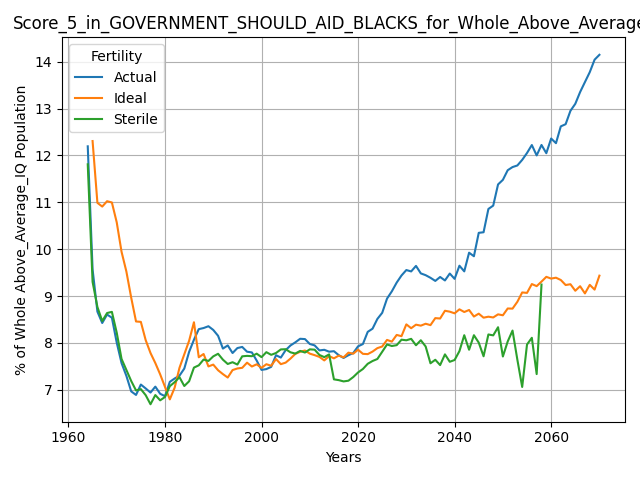 Score_5_in_GOVERNMENT_SHOULD_AID_BLACKS_for_Whole_Above_Average
Fertility
Actual
Ideal
Sterile
% of Whole Above_Average_IQ Population
14
13
12
11
10
9
8
7
1960
1980
2000
2020
2040
2060
Years